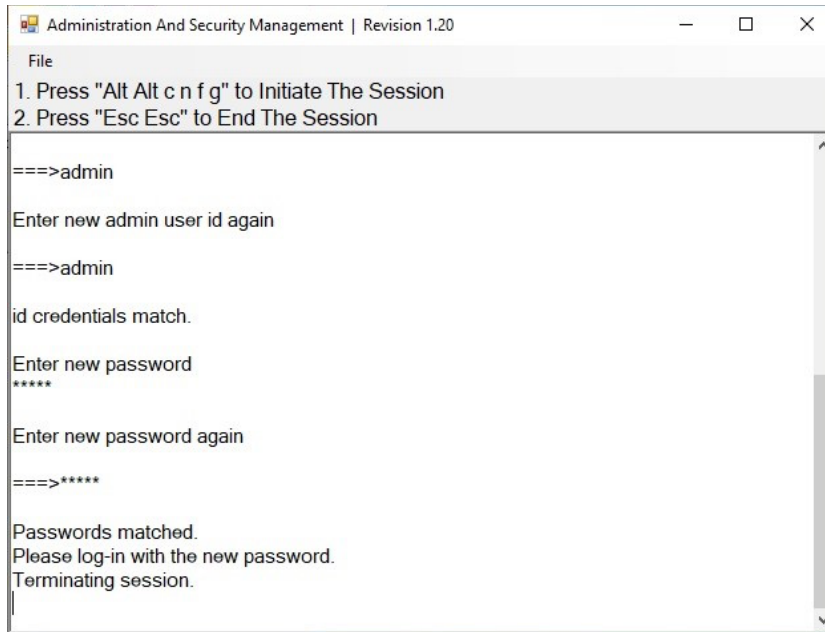 Administration And Security Management | Revision 1.20
File
1. Press "Alt Alt c n f g" to Initiate The Session
2. Press "Esc Esc" to End The Session
===>admin
Enter new admin user id again
===>admin
id credentials match.
Enter new password
*****
Enter new password again
===>*****
Passwords matched.
Please log-in with the new password.
Terminating session.